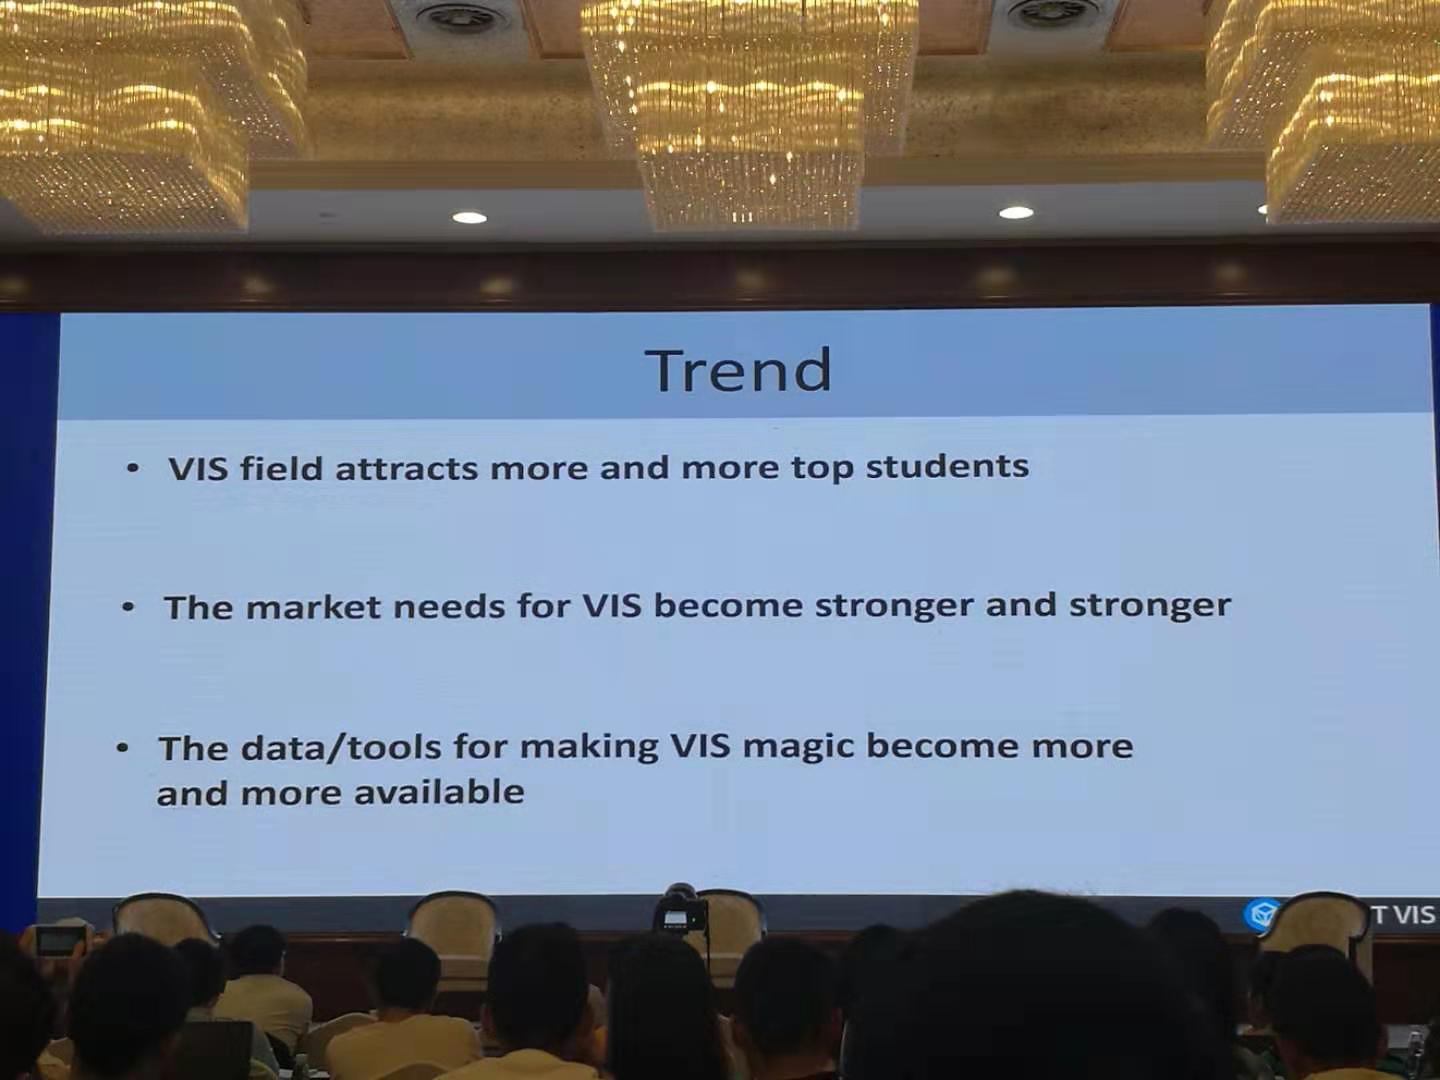 Trend
• VIS field attracts more and more top students
• The market needs for VIS become stronger and stronger
• The data/tools for making VIS magic become more
and more available
T VIS